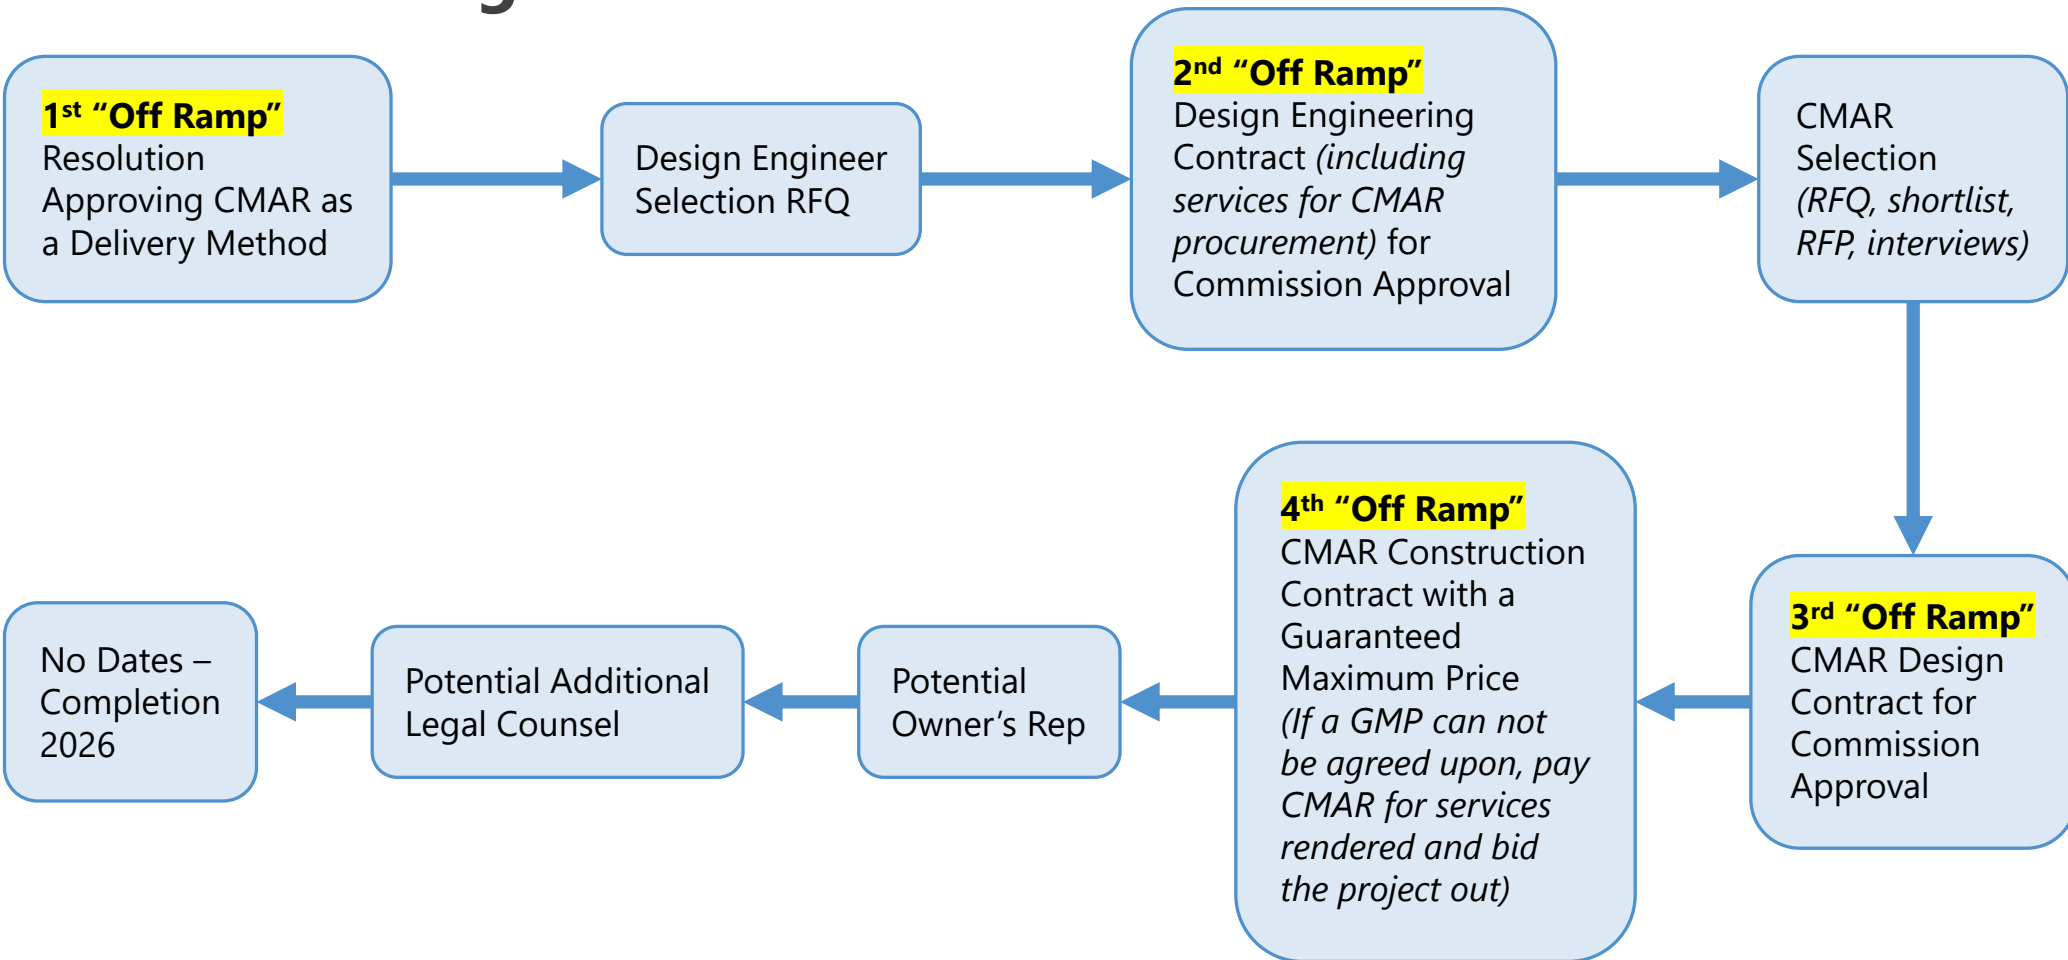 1st “Off Ramp”
Resolution
Approving CMAR as
a Delivery Method
Design Engineer
Selection RFQ
2nd “Off Ramp”
Design Engineering
Contract (including
services for CMAR
procurement) for
Commission Approval
CMAR
Selection
(RFQ, shortlist,
RFP, interviews)
3rd “Off Ramp”
CMAR Design
Contract for
Commission
Approval
4th “Off Ramp”
CMAR Construction
Contract with a
Guaranteed
Maximum Price
(If a GMP can not
be agreed upon, pay
CMAR for services
rendered and bid
the project out)
Potential
Owner’s Rep
Potential Additional
Legal Counsel
No Dates –
Completion
2026